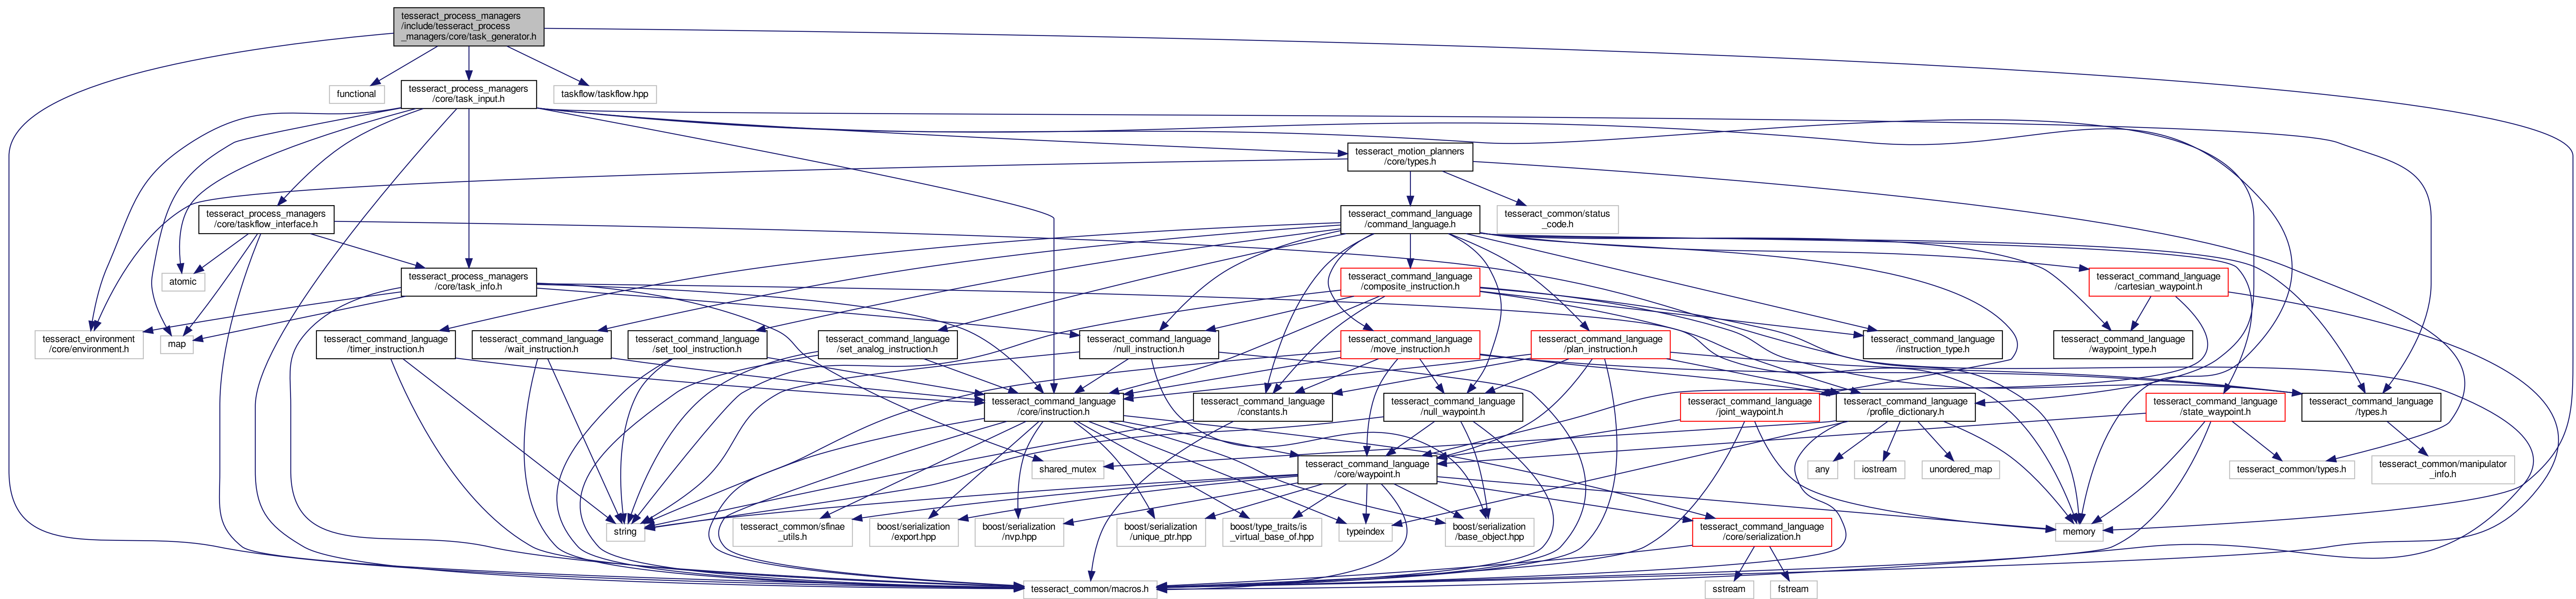 tesseract_process_managers
/include/tesseract_process
_managers/core/task_generator.h
functional
tesseract_process_managers
/core/task_input.h
taskflow/taskflow.hpp
tesseract_motion_planners
/core/types.h
tesseract_process_managers
/core/taskflow_interface.h
tesseract_command_language
/command_language.h
tesseract_common/status
_code.h
atomic
tesseract_process_managers
/core/task_info.h
tesseract_command_language
/composite_instruction.h
tesseract_command_language
/cartesian_waypoint.h
tesseract_environment
/core/environment.h
map
tesseract_command_language
/timer_instruction.h
tesseract_command_language
/wait_instruction.h
tesseract_command_language
/set_tool_instruction.h
tesseract_command_language
/set_analog_instruction.h
tesseract_command_language
/null_instruction.h
tesseract_command_language
/move_instruction.h
tesseract_command_language
/plan_instruction.h
tesseract_command_language
/instruction_type.h
tesseract_command_language
/waypoint_type.h
tesseract_command_language
/core/instruction.h
tesseract_command_language
/constants.h
tesseract_command_language
/null_waypoint.h
tesseract_command_language
/joint_waypoint.h
tesseract_command_language
/profile_dictionary.h
tesseract_command_language
/state_waypoint.h
tesseract_command_language
/types.h
shared_mutex
tesseract_command_language
/core/waypoint.h
any
iostream
unordered_map
tesseract_common/types.h
tesseract_common/manipulator
_info.h
string
tesseract_common/sfinae
_utils.h
boost/serialization
/export.hpp
boost/serialization
/nvp.hpp
boost/serialization
/unique_ptr.hpp
boost/type_traits/is
_virtual_base_of.hpp
typeindex
boost/serialization
/base_object.hpp
tesseract_command_language
/core/serialization.h
memory
tesseract_common/macros.h
sstream
fstream